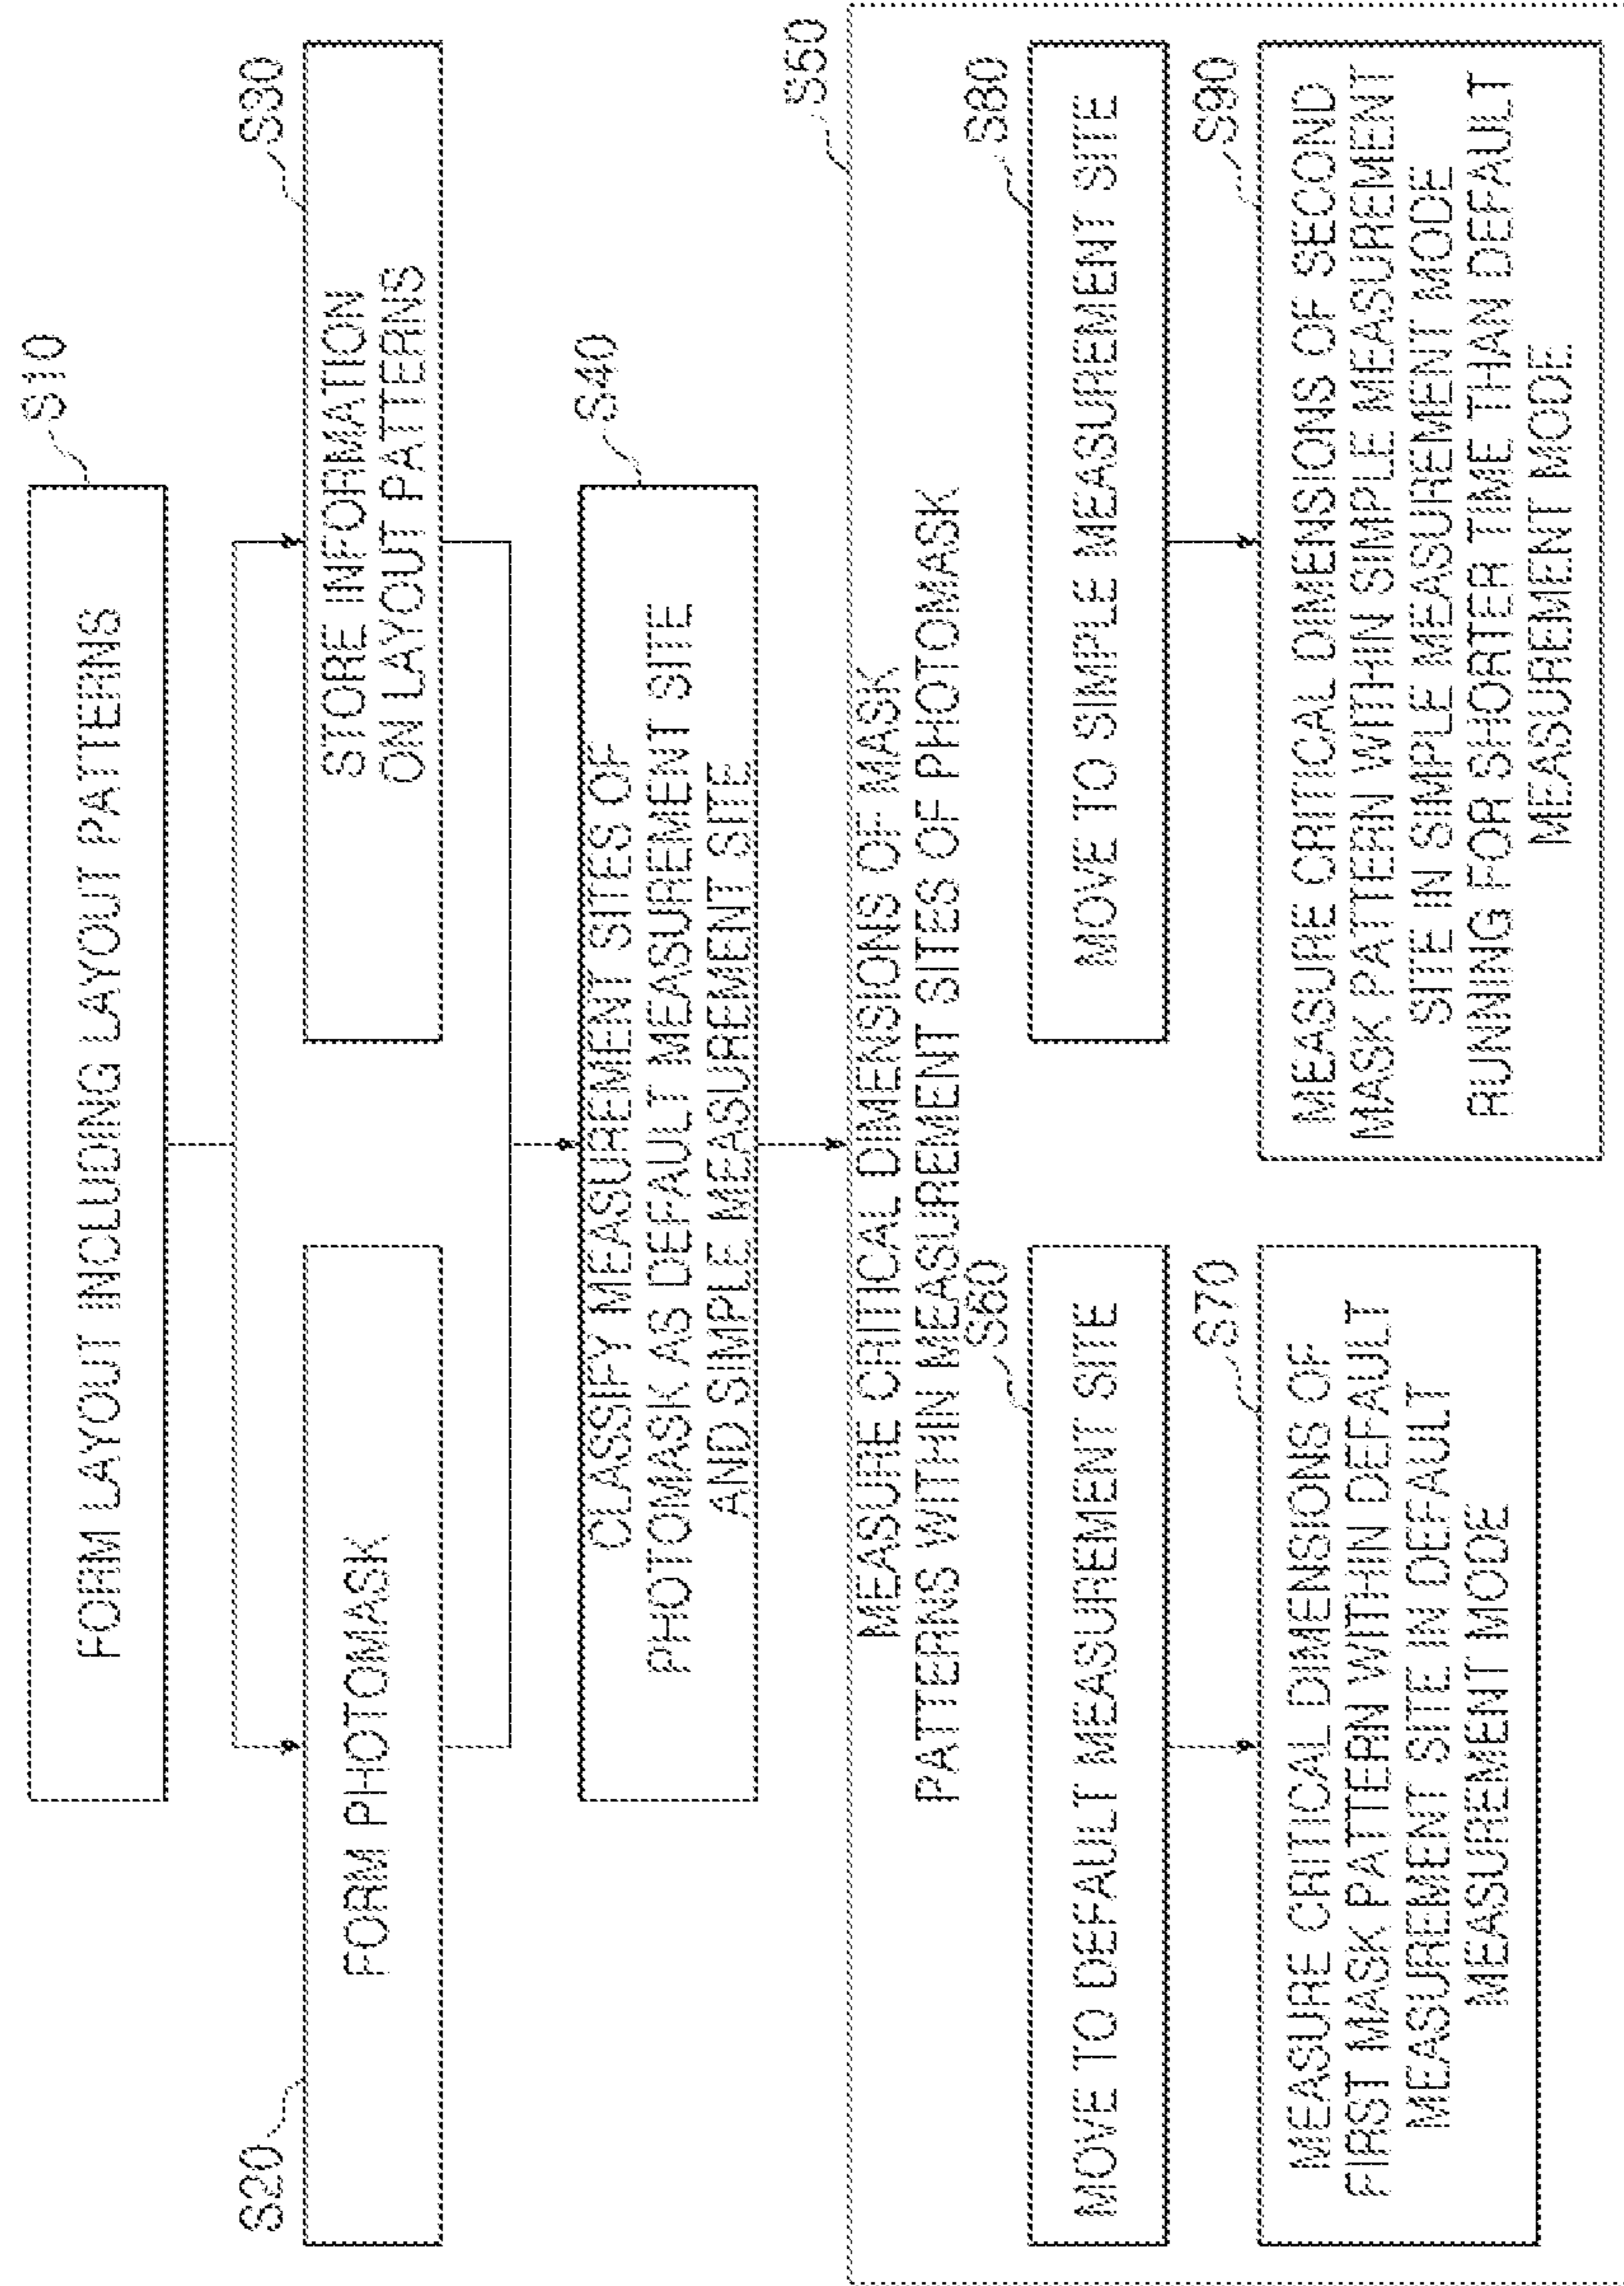 S10
FORM LAYOUT INCLUDING LAYOUT PATTERNS
S20
FORM PHOTOMASK
S30
STORE INFORMATION
ON LAYOUT PATTERNS
S40
CLASSIFY MEASUREMENT SITES OF
PHOTOMASK AS DEFAULT MEASUREMENT SITE
AND SIMPLE MEASUREMENT SITE
S50
MEASURE CRITICAL DIMENSIONS OF MASK
PATTERNS WITHIN MEASUREMENT SITES OF PHOTOMASK
S60
MOVE TO DEFAULT MEASUREMENT SITE
S70
MEASURE CRITICAL DIMENSIONS OF
FIRST MASK PATTERN WITHIN DEFAULT
MEASUREMENT SITE IN DEFAULT
MEASUREMENT MODE
S80
MOVE TO SIMPLE MEASUREMENT SITE
S90
MEASURE CRITICAL DIMENSIONS OF SECOND
MASK PATTERN WITHIN SIMPLE MEASUREMENT
SITE IN SIMPLE MEASUREMENT MODE
RUNNING FOR SHORTER TIME THAN DEFAULT
MEASUREMENT MODE